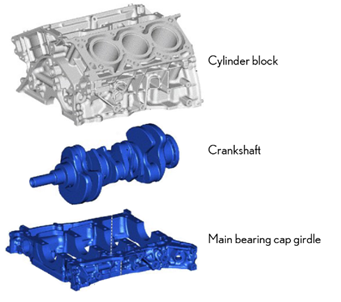 Cylinder block
Crankshaft
Main bearing cap girdle